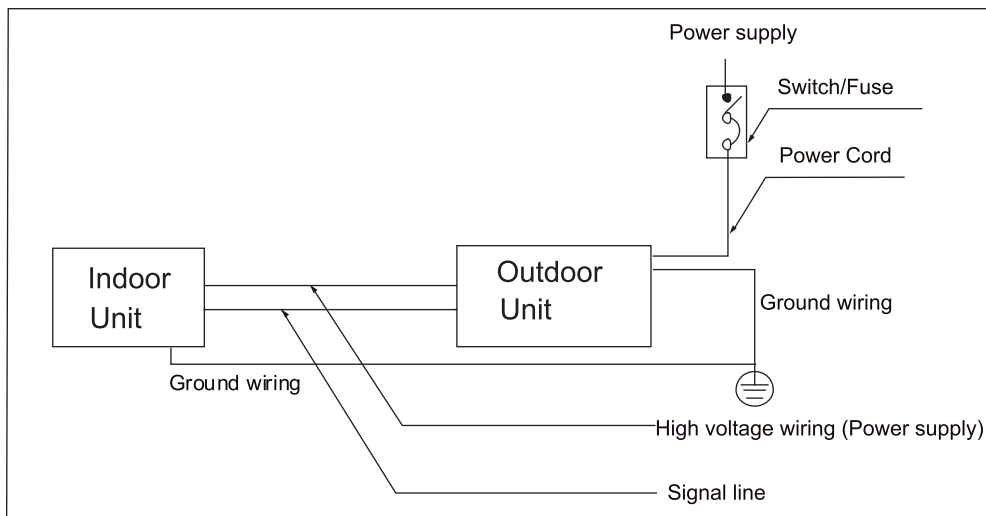 Power supply
Switch/Fuse
Power Cord
Indoor
Unit
Outdoor
Unit
Ground wiring
Ground wiring
High voltage wiring (Power supply)
Signal line